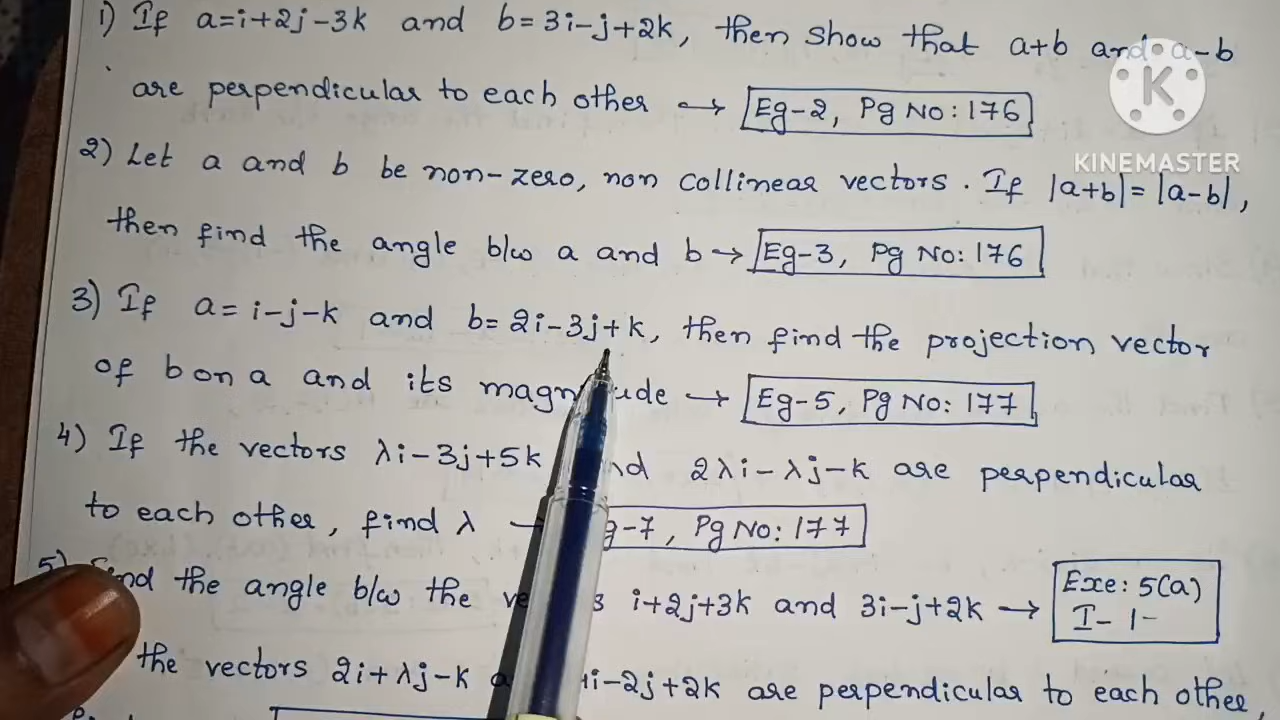 1) If a=i+2j-3k and b=3i-j+2k, then show that a+b and a-b
are perpendicular to each other → Eg-2, Pg No: 176
KINEMASTER
2) Let a and b be non-zero, non collinear vectors. If |a+b|=|a-b|,
then find the angle b/w a and b → Eg-3, Pg No: 176
3) If a= i-j-k and b= 2i-3j+k, then find the projection vector
of b on a and its → Eg-5, Pg No: 177
4) If the vectors λi-3j+5k 2λi-λj-k are perpendicular
to each other, find λ → -7, Pg No: 177
5) the angle b/w the i+2j+3k and 3i-j+2k → Exe: 5(a)
I- 1-
the vectors 2i+λj-k i-2j+2k are perpendicular to each other,